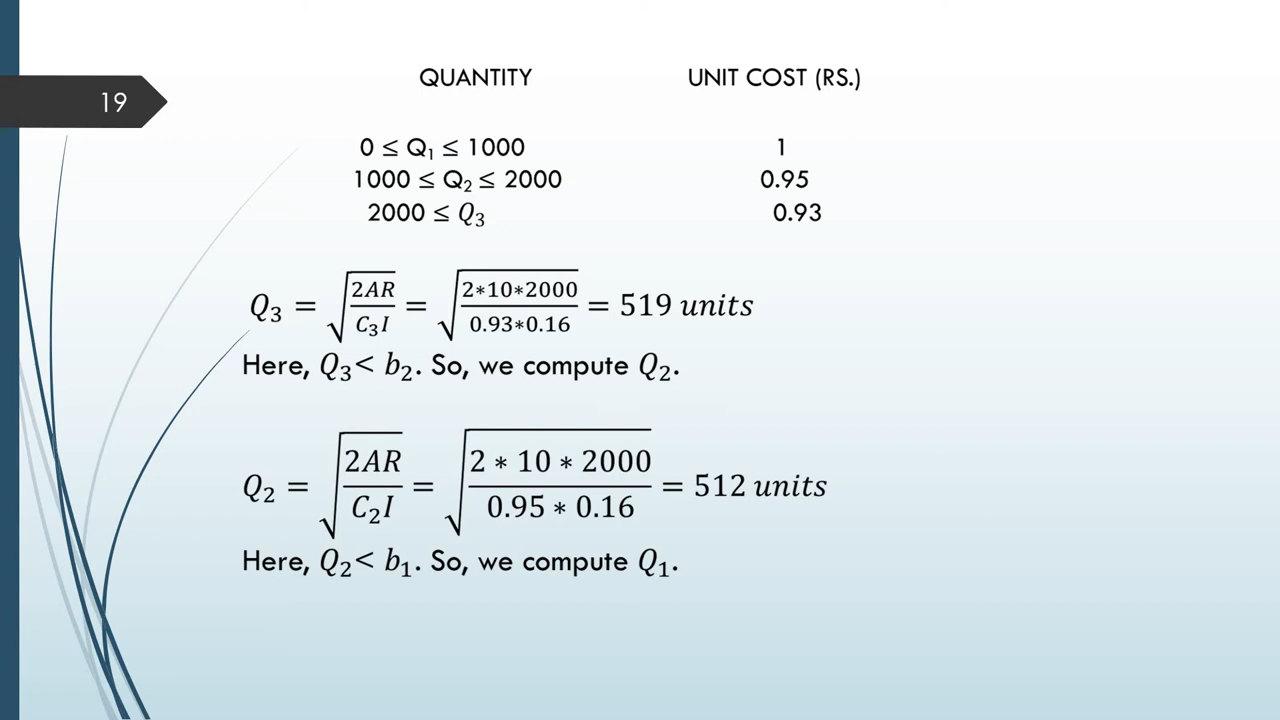 19
QUANTITY UNIT COST (RS.)
0 ≤ Q₁ ≤ 1000 1
1000 ≤ Q₂ ≤ 2000 0.95
2000 ≤ Q₃ 0.93
Q₃ = √(2AR/C₃I) = √(2∗10∗2000/0.93∗0.16) = 519 units
Here, Q₃< b₂. So, we compute Q₂.
Q₂ = √(2AR/C₂I) = √(2 ∗ 10 ∗ 2000/0.95 ∗ 0.16) = 512 units
Here, Q₂< b₁. So, we compute Q₁.